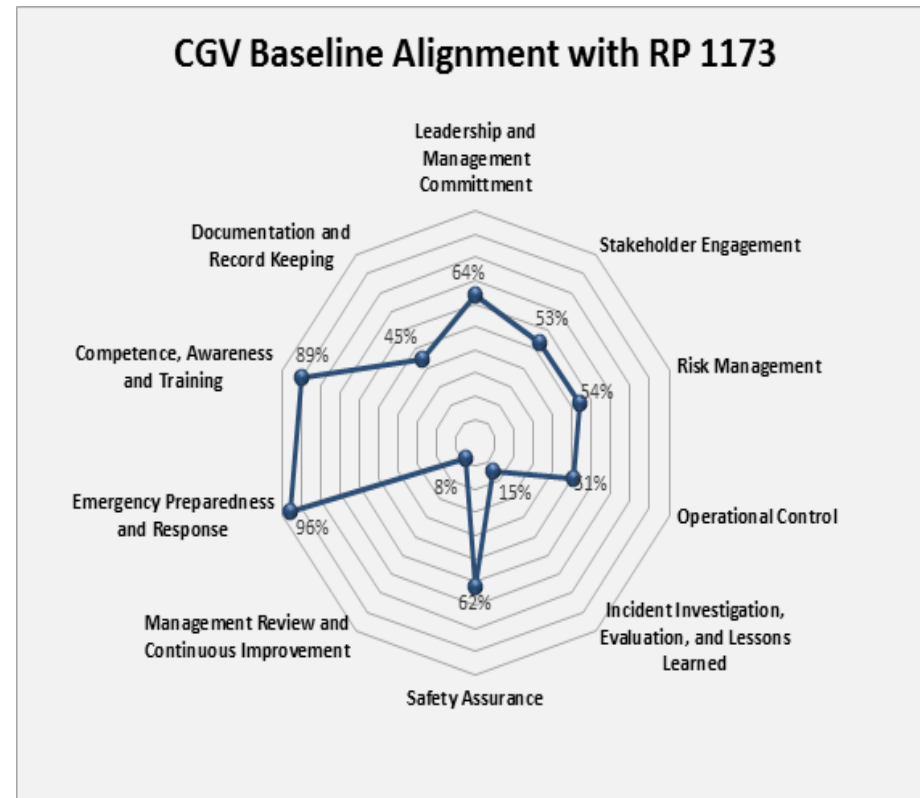 CGV Baseline Alignment with RP 1173
Leadership and
Management
Committment
Documentation and
Record Keeping
Stakeholder Engagement
64%
53%
45%
Competence, Awareness
and Training
89%
Risk Management
54%
8%
15%
51%
Emergency Preparedness
and Response
96%
Operational Control
62%
Management Review and
Continuous Improvement
Incident Investigation,
Evaluation, and Lessons
Learned
Safety Assurance